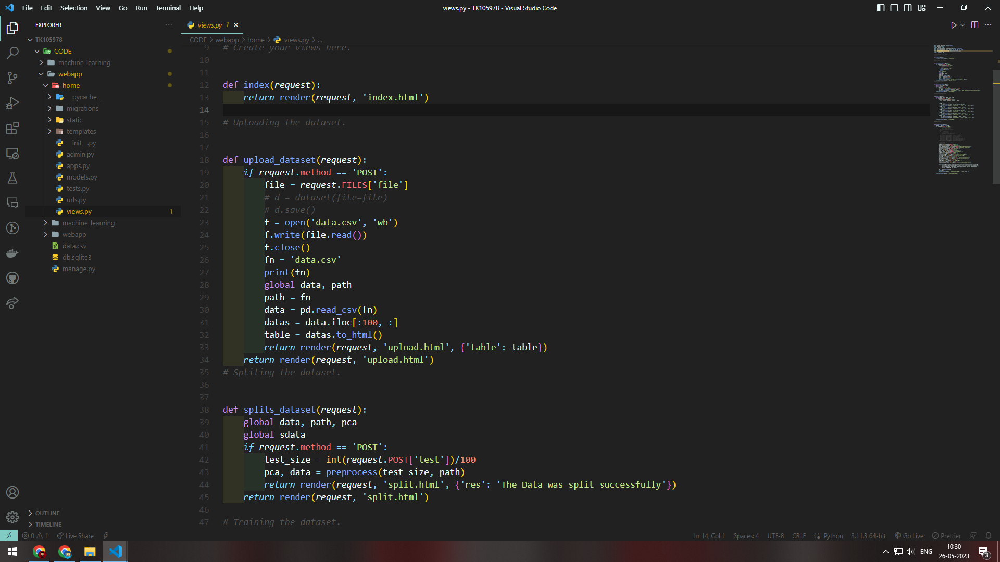 File Edit Selection View Go Run Terminal Help
views.py - TK105978 - Visual Studio Code
EXPLORER
TK105978
CODE
machine_learning
webapp
home
__pycache__
migrations
static
templates
__init__.py
admin.py
apps.py
models.py
tests.py
urls.py
views.py 1
machine_learning
webapp
data.csv
db.sqlite3
manage.py
OUTLINE
TIMELINE
views.py 1
CODE > webapp > home > views.py > ...
9 # Create your views here.
10
11
12 def index(request):
13     return render(request, 'index.html')
14
15 # Uploading the dataset.
16
17
18 def upload_dataset(request):
19     if request.method == 'POST':
20         file = request.FILES['file']
21         # d = dataset(file=file)
22         # d.save()
23         f = open('data.csv', 'wb')
24         f.write(file.read())
25         f.close()
26         fn = 'data.csv'
27         print(fn)
28         global data, path
29         path = fn
30         data = pd.read_csv(fn)
31         datas = data.iloc[:100, :]
32         table = datas.to_html()
33         return render(request, 'upload.html', {'table': table})
34     return render(request, 'upload.html')
35 # Spliting the dataset.
36
37
38 def splits_dataset(request):
39     global data, path, pca
40     global sdata
41     if request.method == 'POST':
42         test_size = int(request.POST['test'])/100
43         pca, data = preprocess(test_size, path)
44         return render(request, 'split.html', {'res': 'The Data was split successfully'})
45     return render(request, 'split.html')
46
47 # Training the dataset.
0 1 Live Share
Ln 14, Col 1 Spaces: 4 UTF-8 CRLF Python 3.11.3 64-bit Go Live Prettier
ENG
10:30
26-05-2023
3